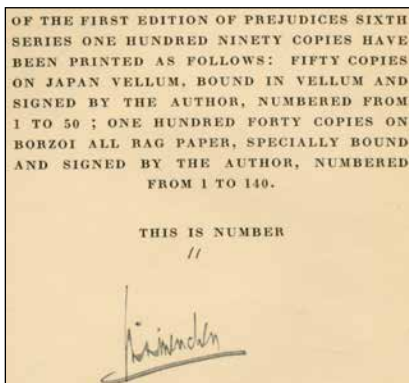 OF THE FIRST EDITION OF PREJUDICES SIXTH
SERIES ONE HUNDRED NINETY COPIES HAVE
BEEN PRINTED AS FOLLOWS: FIFTY COPIES
ON JAPAN VELLUM, BOUND IN VELLUM AND
SIGNED BY THE AUTHOR, NUMBERED FROM
1 TO 50 ; ONE HUNDRED FORTY COPIES ON
BORZOI ALL RAG PAPER, SPECIALLY BOUND
AND SIGNED BY THE AUTHOR, NUMBERED
FROM 1 TO 140.
THIS IS NUMBER
11